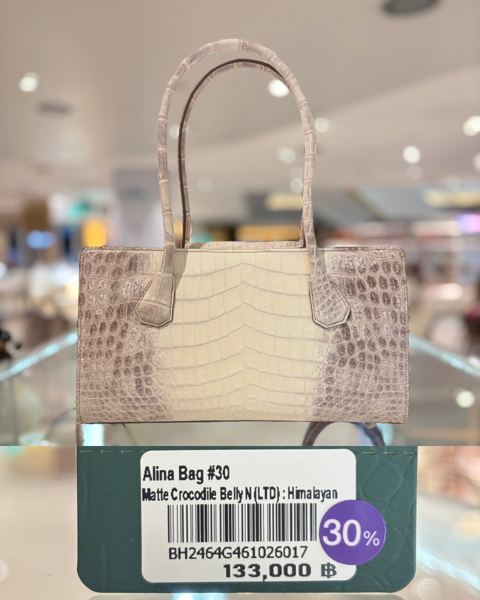 Alina Bag #30
Matte Crocodile Belly N (LTD) : Himalayan
30%
BH2464G461026017
133,000 ฿